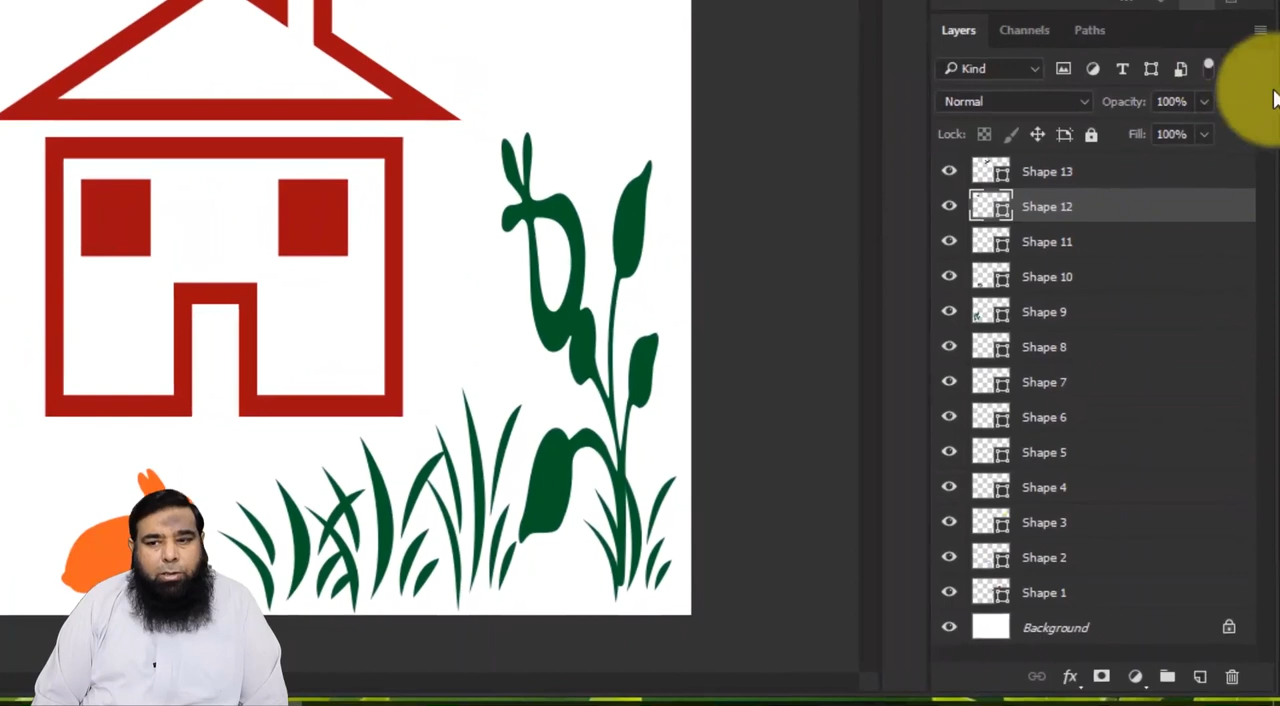 Layers Channels Paths
Kind
Normal Opacity: 100%
Lock: Fill: 100%
Shape 13
Shape 12
Shape 11
Shape 10
Shape 9
Shape 8
Shape 7
Shape 6
Shape 5
Shape 4
Shape 3
Shape 2
Shape 1
Background
fx